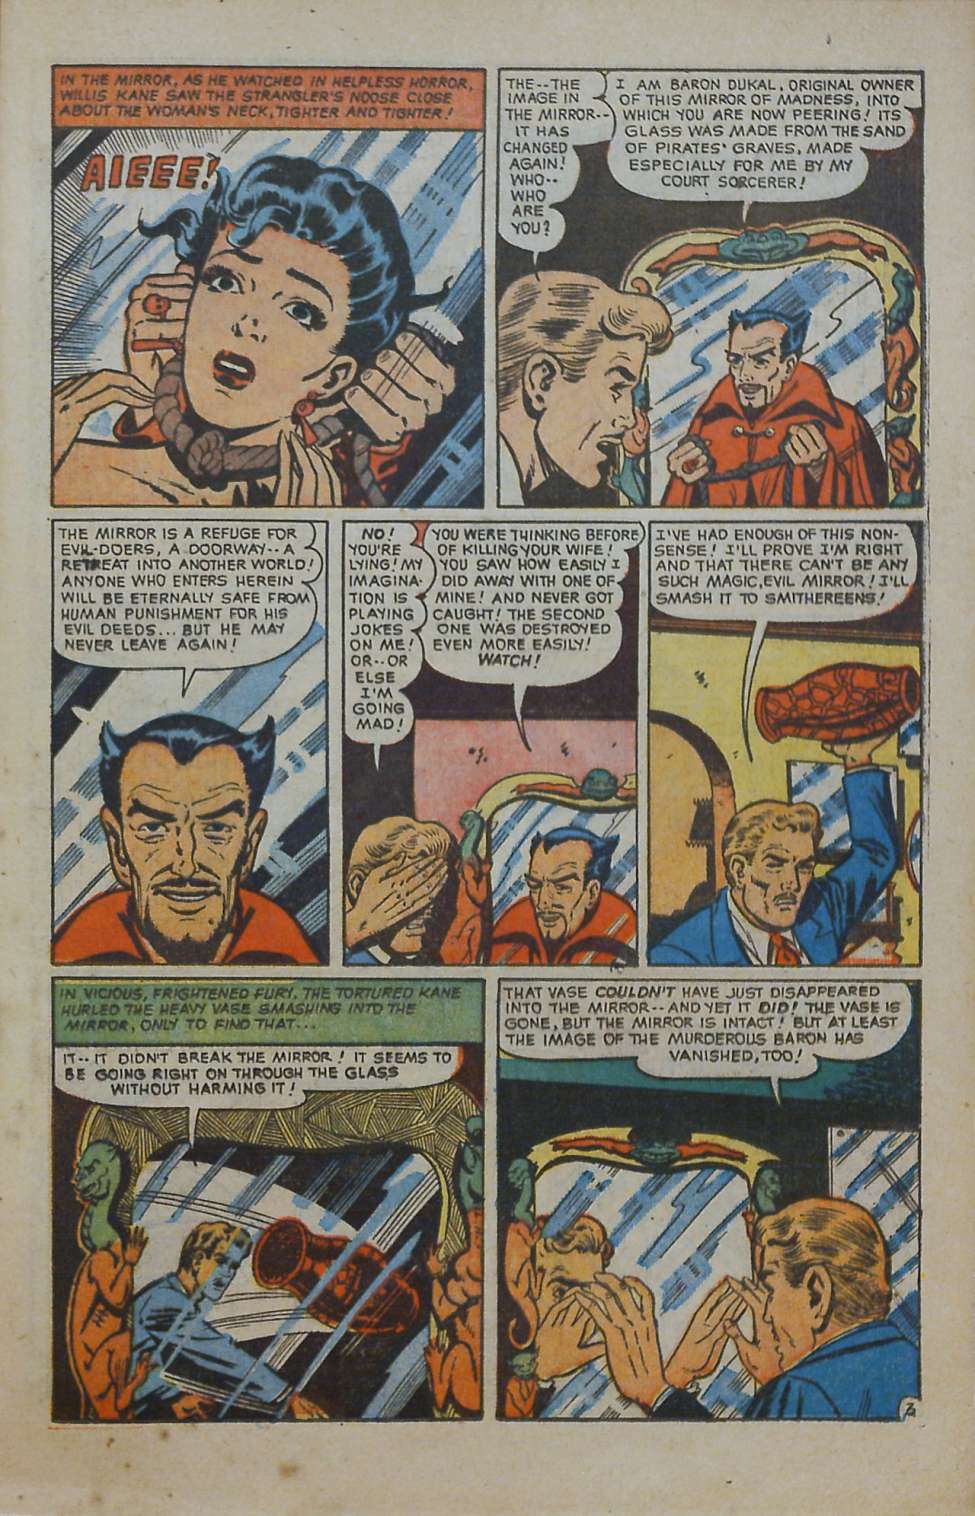 IN THE MIRROR, AS HE WATCHED IN HELPLESS HORROR,
WILLIS KANE SAW THE STRANGLER'S NOOSE CLOSE
ABOUT THE WOMAN'S NECK, TIGHTER AND TIGHTER!
AIEEE!
THE--THE
IMAGE IN
THE MIRROR--
IT HAS
CHANGED
AGAIN!
WHO--
WHO
ARE
YOU?
I AM BARON DUKAL, ORIGINAL OWNER
OF THIS MIRROR OF MADNESS, INTO
WHICH YOU ARE NOW PEERING! ITS
GLASS WAS MADE FROM THE SAND
OF PIRATES' GRAVES, MADE
ESPECIALLY FOR ME BY MY
COURT SORCERER!
THE MIRROR IS A REFUGE FOR
EVIL-DOERS, A DOORWAY--A
RETREAT INTO ANOTHER WORLD!
ANYONE WHO ENTERS HEREIN
WILL BE ETERNALLY SAFE FROM
HUMAN PUNISHMENT FOR HIS
EVIL DEEDS... BUT HE MAY
NEVER LEAVE AGAIN!
NO!
YOU'RE
LYING! MY
IMAGINA-
TION IS
PLAYING
JOKES
ON ME!
OR--OR
ELSE
I'M
GOING
MAD!
YOU WERE THINKING BEFORE
OF KILLING YOUR WIFE!
YOU SAW HOW EASILY I
DID AWAY WITH ONE OF
MINE! AND NEVER GOT
CAUGHT! THE SECOND
ONE WAS DESTROYED
EVEN MORE EASILY!
WATCH!
I'VE HAD ENOUGH OF THIS NON-
SENSE! I'LL PROVE I'M RIGHT
AND THAT THERE CAN'T BE ANY
SUCH MAGIC, EVIL MIRROR! I'LL
SMASH IT TO SMITHEREENS!
IN VICIOUS, FRIGHTENED FURY, THE TORTURED KANE
HURLED THE HEAVY VASE SMASHING INTO THE
MIRROR, ONLY TO FIND THAT...
IT--IT DIDN'T BREAK THE MIRROR! IT SEEMS TO
BE GOING RIGHT ON THROUGH THE GLASS
WITHOUT HARMING IT!
THAT VASE COULDN'T HAVE JUST DISAPPEARED
INTO THE MIRROR--AND YET IT DID! THE VASE IS
GONE, BUT THE MIRROR IS INTACT! BUT AT LEAST
THE IMAGE OF THE MURDEROUS BARON HAS
VANISHED, TOO!